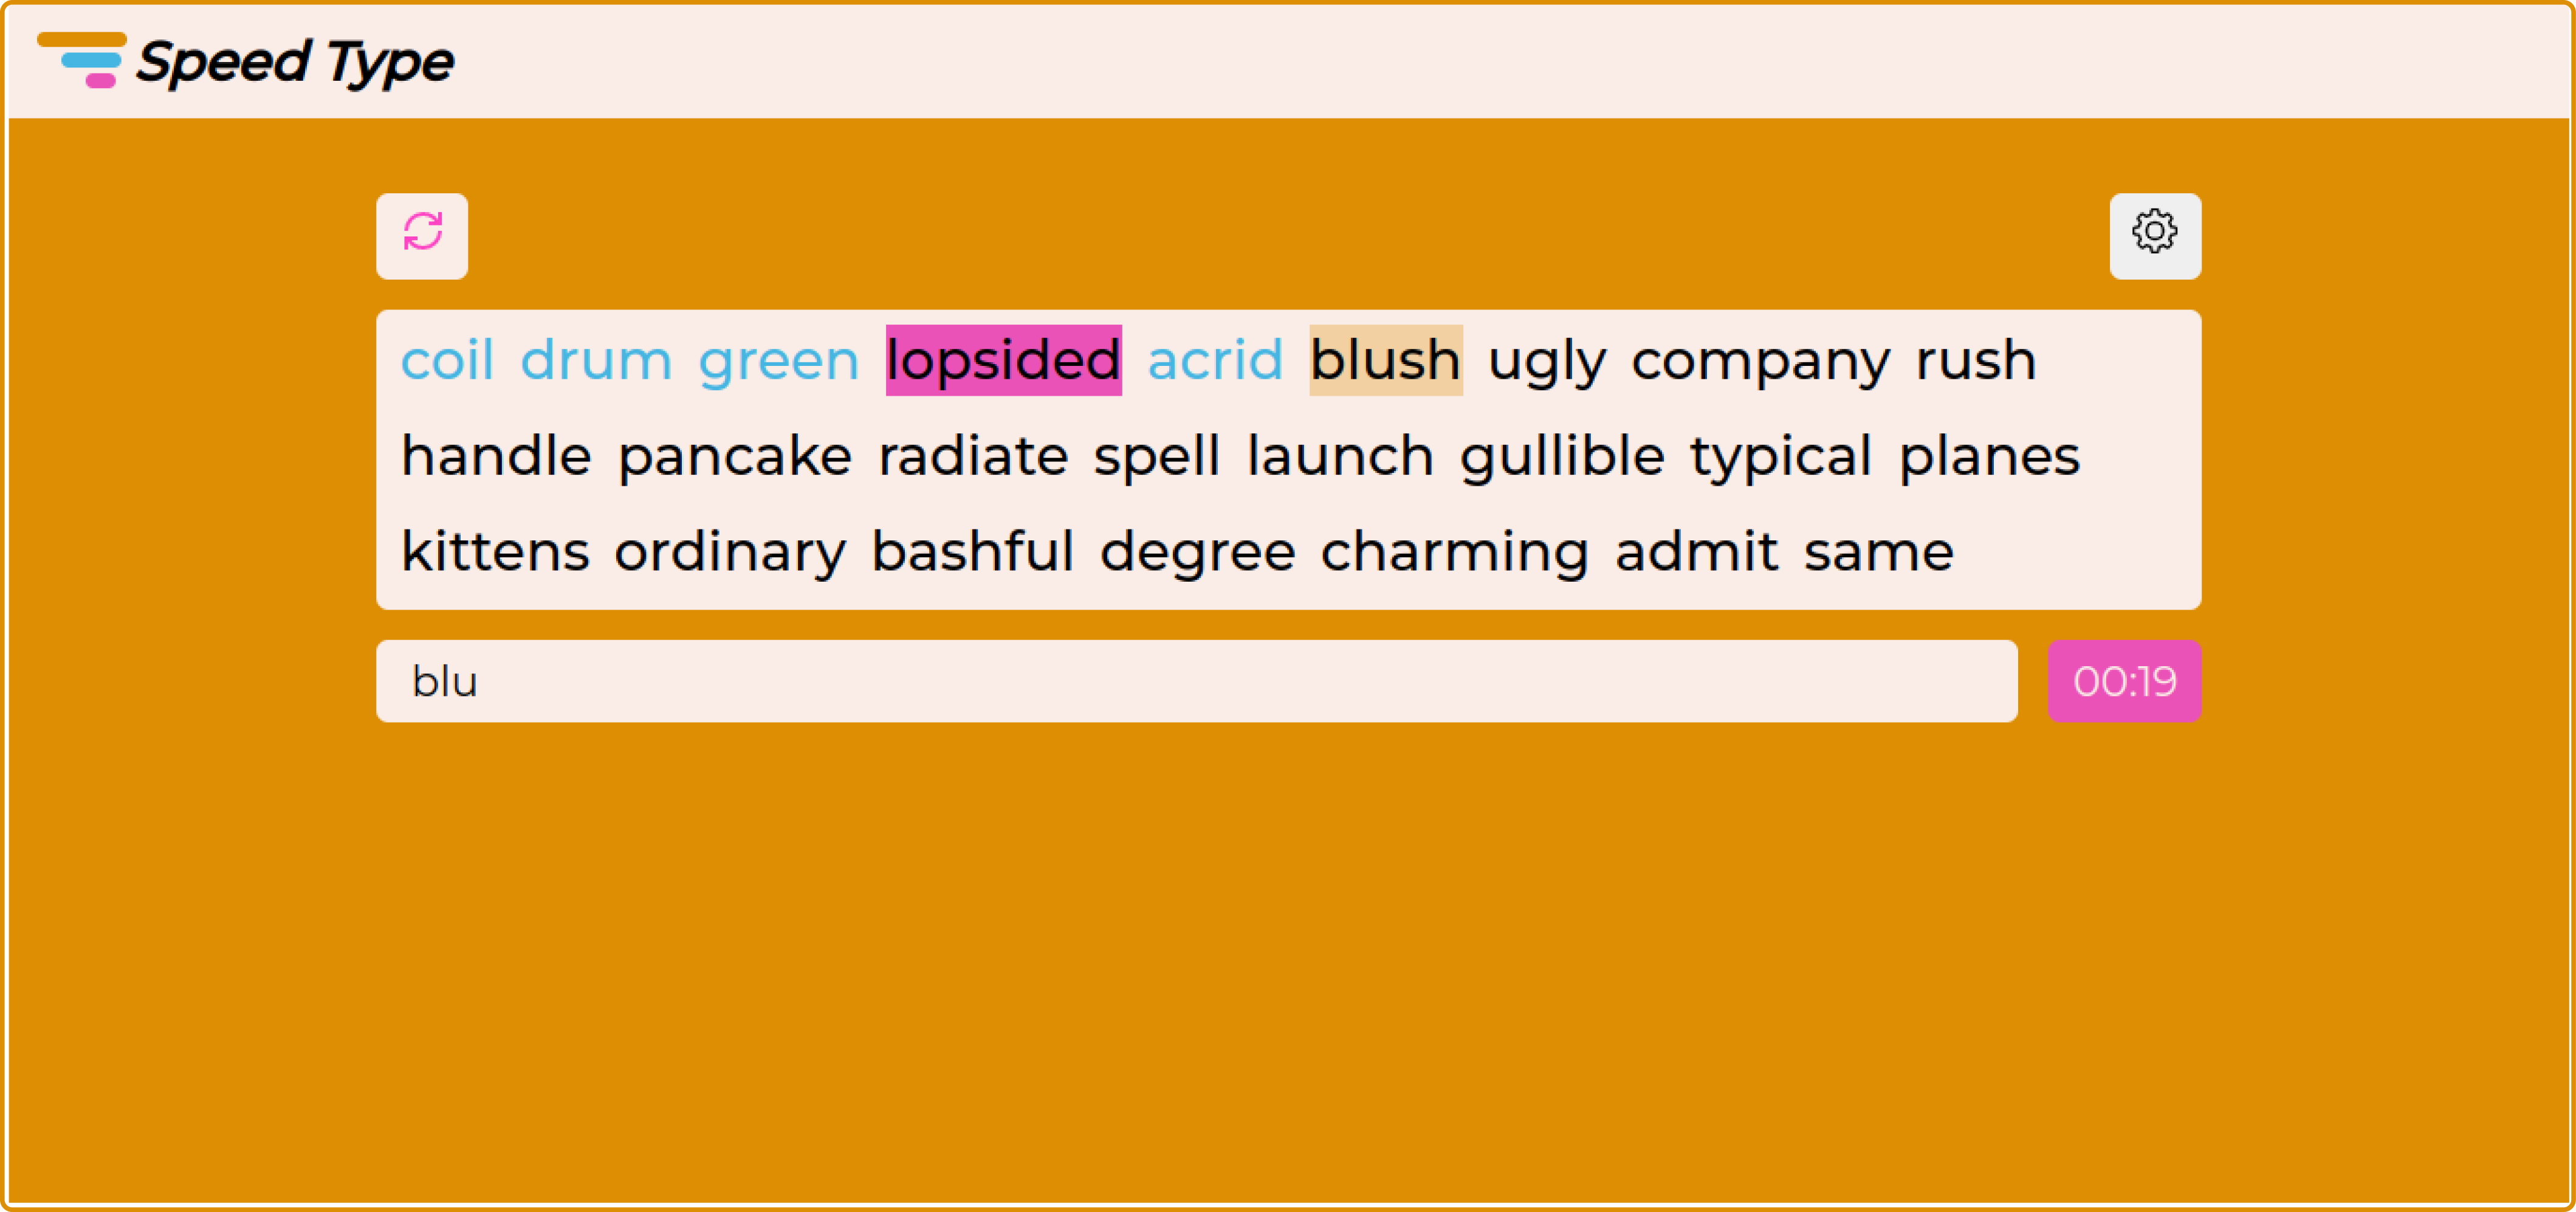 Speed Type
coil drum green lopsided acrid blush ugly company rush
handle pancake radiate spell launch gullible typical planes
kittens ordinary bashful degree charming admit same
blu
00:19